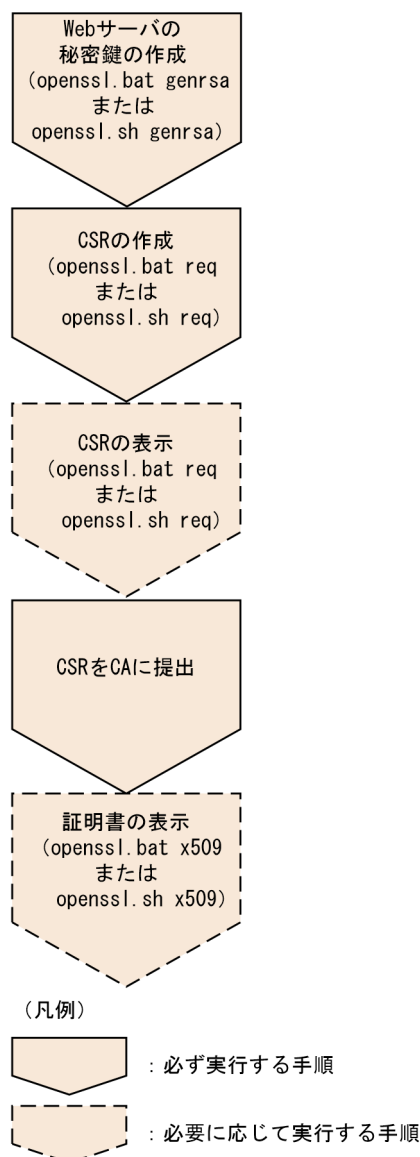 Webサーバの
秘密鍵の作成
（openssl.bat genrsa
または
openssl.sh genrsa）
CSRの作成
（openssl.bat req
または
openssl.sh req）
CSRの表示
（openssl.bat req
または
openssl.sh req）
CSRをCAに提出
証明書の表示
（openssl.bat x509
または
openssl.sh x509）
（凡例）
：必ず実行する手順
：必要に応じて実行する手順